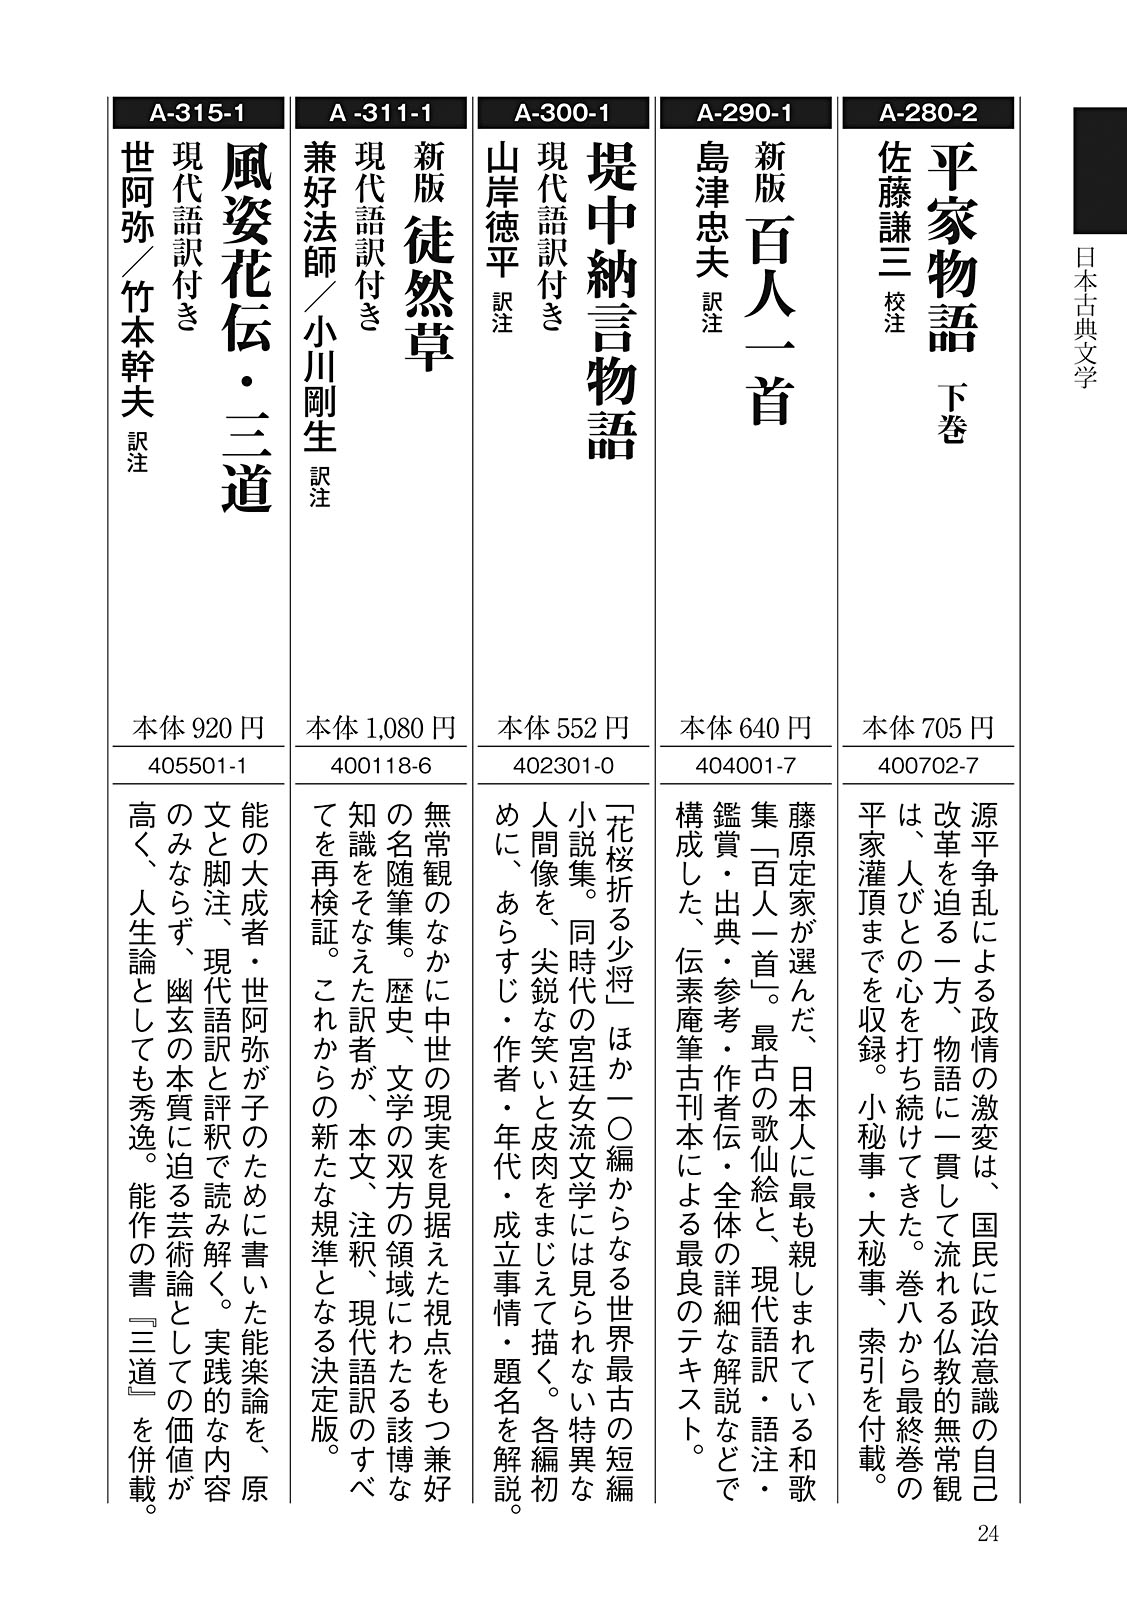 日本古典文学
A-280-2
平家物語 下巻
佐藤謙三 校注
本体705円
400702-7
源平争乱による政情の激変は、国民に政治意識の自己
改革を迫る一方、物語に一貫して流れる仏教的無常観
は、人びとの心を打ち続けてきた。巻八から最終巻の
平家灌頂までを収録。小秘事・大秘事、索引を付載。
A-290-1
新版 百人一首
島津忠夫 訳注
本体640円
404001-7
藤原定家が選んだ、日本人に最も親しまれている和歌
集「百人一首」。最古の歌仙絵と、現代語訳・語注・
鑑賞・出典・参考・作者伝・全体の詳細な解説などで
構成した、伝素庵筆古刊本による最良のテキスト。
A-300-1
堤中納言物語
現代語訳付き
山岸徳平 訳注
本体552円
402301-0
「花桜折る少将」ほか一〇編からなる世界最古の短編
小説集。同時代の宮廷女流文学には見られない特異な
人間像を、尖鋭な笑いと皮肉をまじえて描く。各編初
めに、あらすじ・作者・年代・成立事情・題名を解説。
A-311-1
新版 徒然草
現代語訳付き
兼好法師／小川剛生 訳注
本体1,080円
400118-6
無常観のなかに中世の現実を見据えた視点をもつ兼好
の名随筆集。歴史、文学の双方の領域にわたる該博な
知識をそなえた訳者が、本文、注釈、現代語訳のすべ
てを再検証。これからの新たな規準となる決定版。
A-315-1
風姿花伝・三道
現代語訳付き
世阿弥／竹本幹夫 訳注
本体920円
405501-1
能の大成者・世阿弥が子のために書いた能楽論を、原
文と脚注、現代語訳と評釈で読み解く。実践的な内容
のみならず、幽玄の本質に迫る芸術論としての価値が
高く、人生論としても秀逸。能作の書『三道』を併載。
24